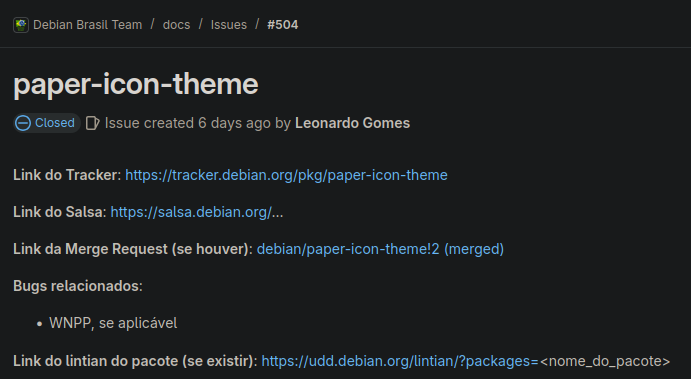 Debian Brasil Team / docs / Issues / #504
paper-icon-theme
Closed Issue created 6 days ago by Leonardo Gomes
Link do Tracker: https://tracker.debian.org/pkg/paper-icon-theme
Link do Salsa: https://salsa.debian.org/...
Link da Merge Request (se houver): debian/paper-icon-theme!2 (merged)
Bugs relacionados:
• WNPP, se aplicável
Link do lintian do pacote (se existir): https://udd.debian.org/lintian/?packages=<nome_do_pacote>